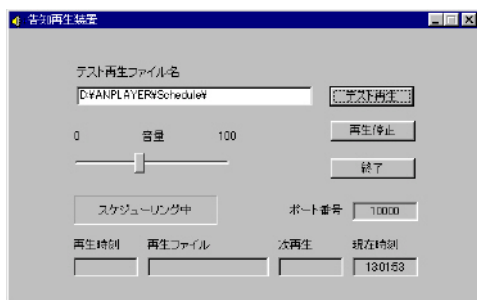 告知再生装置
テスト再生ファイル名
D:¥ANPLAYER¥Schedule¥
テスト再生
0 音量 100
再生停止
終了
スケジューリング中
ポート番号 10000
再生時刻 再生ファイル 次再生 現在時刻
130153